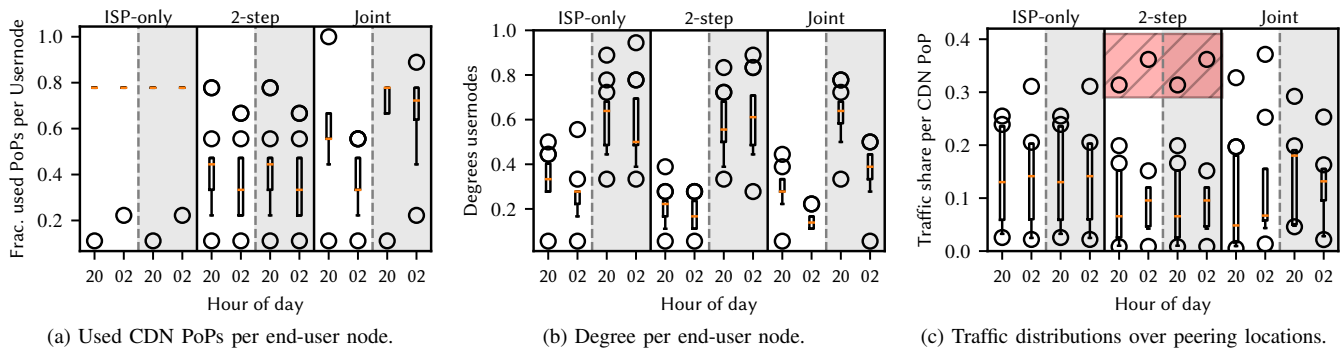 ISP-only 2-step Joint
Frac. used PoPs per Usernode
1.0
0.8
0.6
0.4
0.2
20 02 20 02 20 02 20 02 20 02 20 02
Hour of day
(a) Used CDN PoPs per end-user node.
ISP-only 2-step Joint
Degrees usernodes
1.0
0.8
0.6
0.4
0.2
20 02 20 02 20 02 20 02 20 02 20 02
Hour of day
(b) Degree per end-user node.
ISP-only 2-step Joint
Traffic share per CDN PoP
0.4
0.3
0.2
0.1
0.0
20 02 20 02 20 02 20 02 20 02 20 02
Hour of day
(c) Traffic distributions over peering locations.